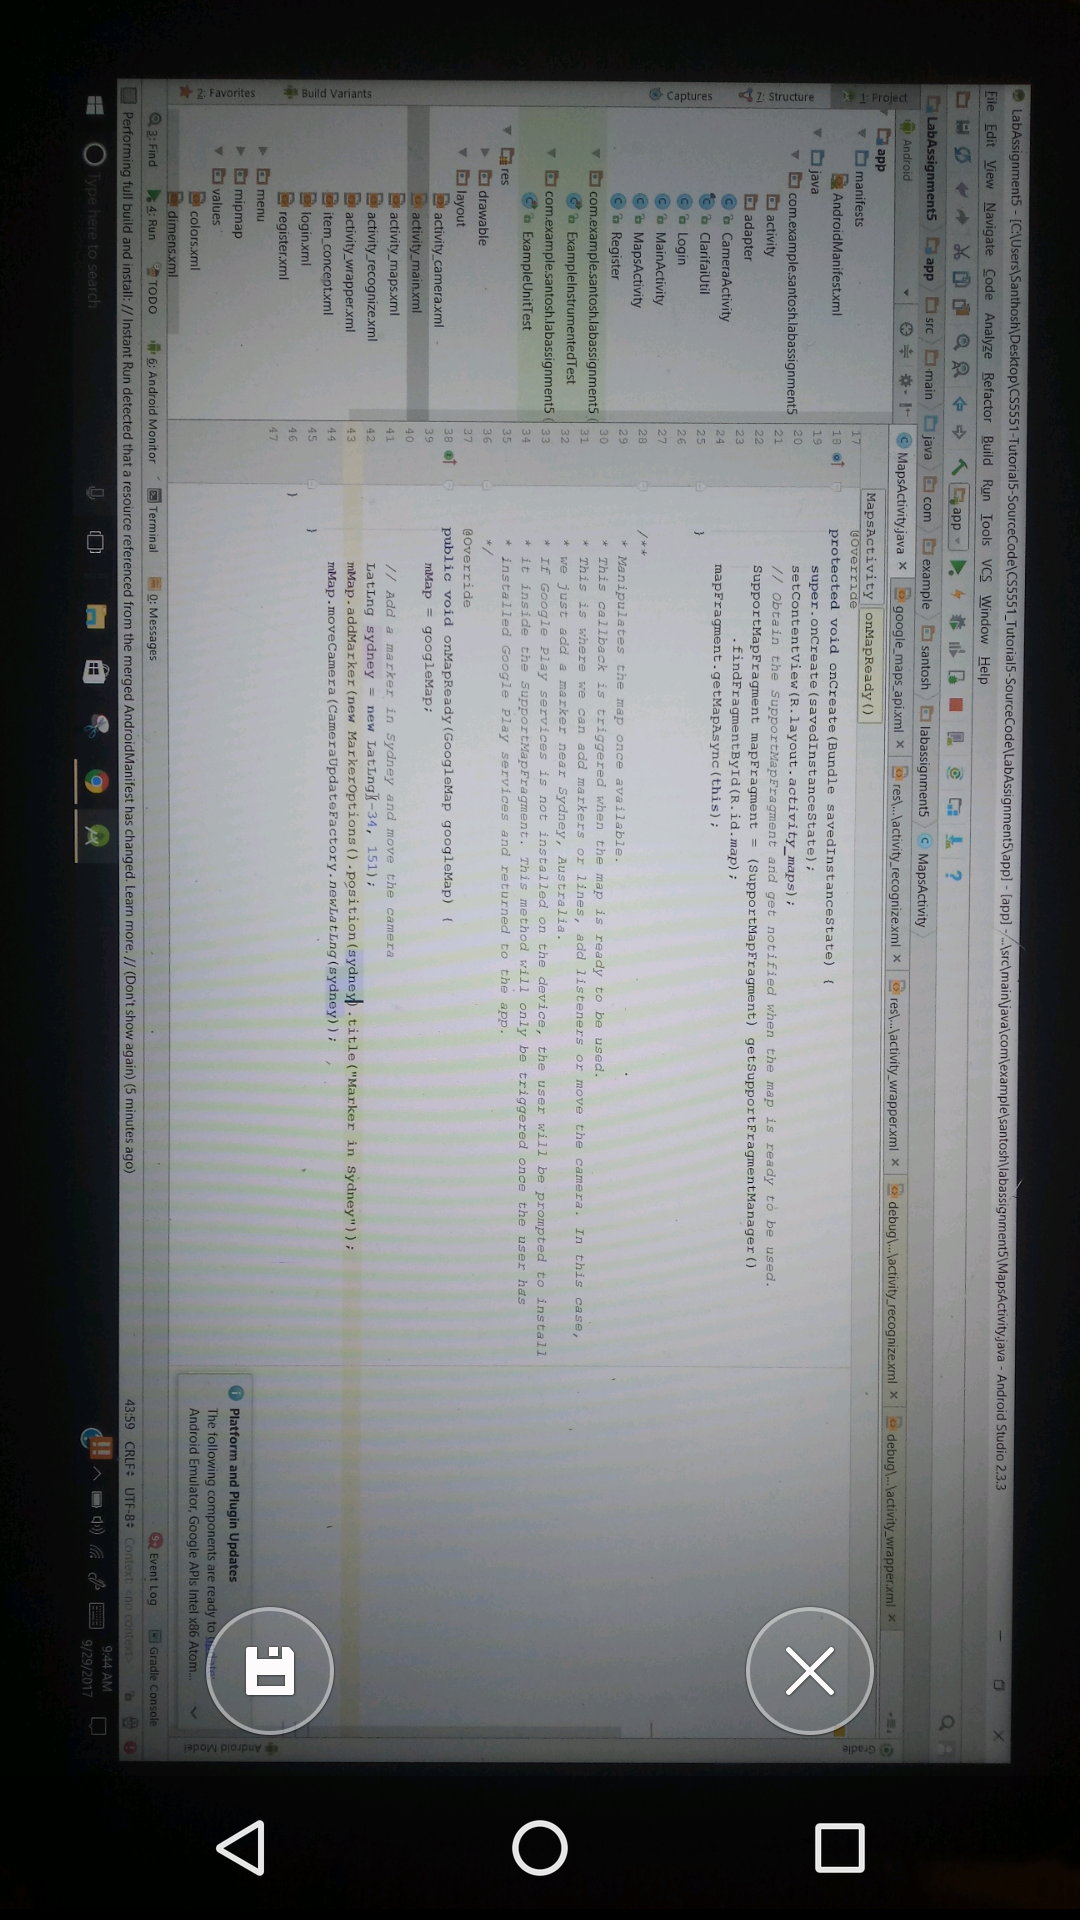 LabAssignment5 - [C:\Users\Santhosh\Desktop\CS5551-Tutorial5-SourceCode\CS5551_Tutorial5-SourceCode\LabAssignment5\app] - [app] - ...\src\main\java\com\example\santosh\labassignment5\MapsActivity.java - Android Studio 2.3.3
File Edit View Navigate Code Analyze Refactor Build Run Tools VCS Window Help
app
LabAssignment5 app src main java com example santosh labassignment5 MapsActivity
Android
MapsActivity.java × google_maps_api.xml × res\...\activity_recognize.xml × res\...\activity_wrapper.xml × debug\...\activity_recognize.xml × debug\...\activity_wrapper.xml ×
1: Project
7: Structure
Captures
Build Variants
2: Favorites
app
manifests
AndroidManifest.xml
java
com.example.santosh.labassignment5
activity
adapter
CameraActivity
ClarifaiUtil
Login
MainActivity
MapsActivity
Register
com.example.santosh.labassignment5 (
ExampleInstrumentedTest
com.example.santosh.labassignment5 (
ExampleUnitTest
res
drawable
layout
activity_camera.xml
activity_main.xml
activity_maps.xml
activity_recognize.xml
activity_wrapper.xml
item_concept.xml
login.xml
register.xml
menu
mipmap
values
colors.xml
dimens.xml
MapsActivity onMapReady()
17 @Override
18 protected void onCreate(Bundle savedInstanceState) {
19 super.onCreate(savedInstanceState);
20 setContentView(R.layout.activity_maps);
21 // Obtain the SupportMapFragment and get notified when the map is ready to be used.
22 SupportMapFragment mapFragment = (SupportMapFragment) getSupportFragmentManager()
23 .findFragmentById(R.id.map);
24 mapFragment.getMapAsync(this);
25 }
26
27
28 /**
29 * Manipulates the map once available.
30 * This callback is triggered when the map is ready to be used.
31 * This is where we can add markers or lines, add listeners or move the camera. In this case,
32 * we just add a marker near Sydney, Australia.
33 * If Google Play services is not installed on the device, the user will be prompted to install
34 * it inside the SupportMapFragment. This method will only be triggered once the user has
35 * installed Google Play services and returned to the app.
36 */
37 @Override
38 public void onMapReady(GoogleMap googleMap) {
39 mMap = googleMap;
40
41 // Add a marker in Sydney and move the camera
42 LatLng sydney = new LatLng(-34, 151);
43 mMap.addMarker(new MarkerOptions().position(sydney).title("Marker in Sydney"));
44 mMap.moveCamera(CameraUpdateFactory.newLatLng(sydney));
45 }
46 }
47
Gradle
Android Model
Platform and Plugin Updates
The following components are ready to
Android Emulator, Google APIs Intel x86 Atom...
3: Find 4: Run TODO 6: Android Monitor Terminal 0: Messages Event Log Gradle Console
Performing full build and install: // Instant Run detected that a resource referenced from the merged AndroidManifest has changed. Learn more. // (Don't show again) (5 minutes ago) 43:59 CRLF UTF-8 Context: <no context>
Type here to search
9:44 AM
9/29/2017